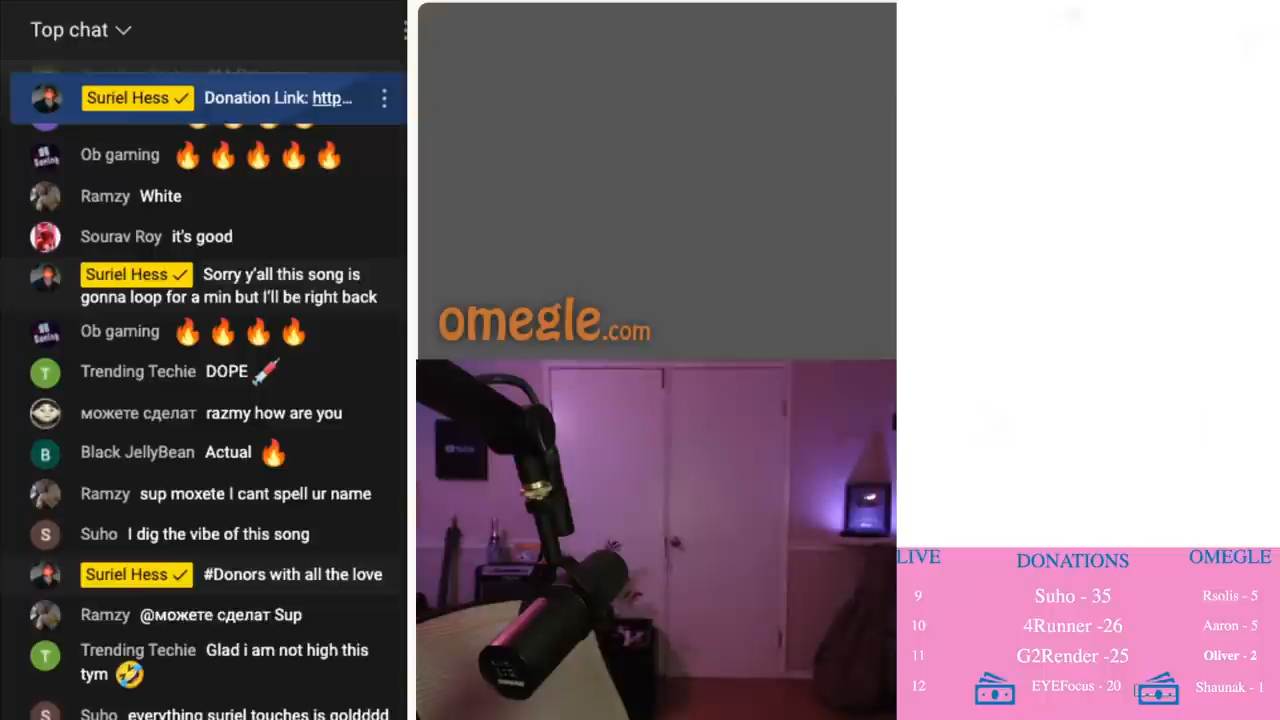 Top chat
Suriel Hess Donation Link: http...
Ob gaming
Ramzy White
Sourav Roy it's good
Suriel Hess Sorry y'all this song is
gonna loop for a min but I'll be right back
Ob gaming
Trending Techie DOPE
можете сделат razmy how are you
Black JellyBean Actual
Ramzy sup moxete I cant spell ur name
Suho I dig the vibe of this song
Suriel Hess #Donors with all the love
Ramzy @можете сделат Sup
Trending Techie Glad i am not high this
tym
Suho everything suriel touches is goldddd
omegle.com
LIVE DONATIONS OMEGLE
9 Suho - 35 Rsolis - 5
10 4Runner -26 Aaron - 5
11 G2Render -25 Oliver - 2
12 EYEFocus - 20 Shaunak - 1